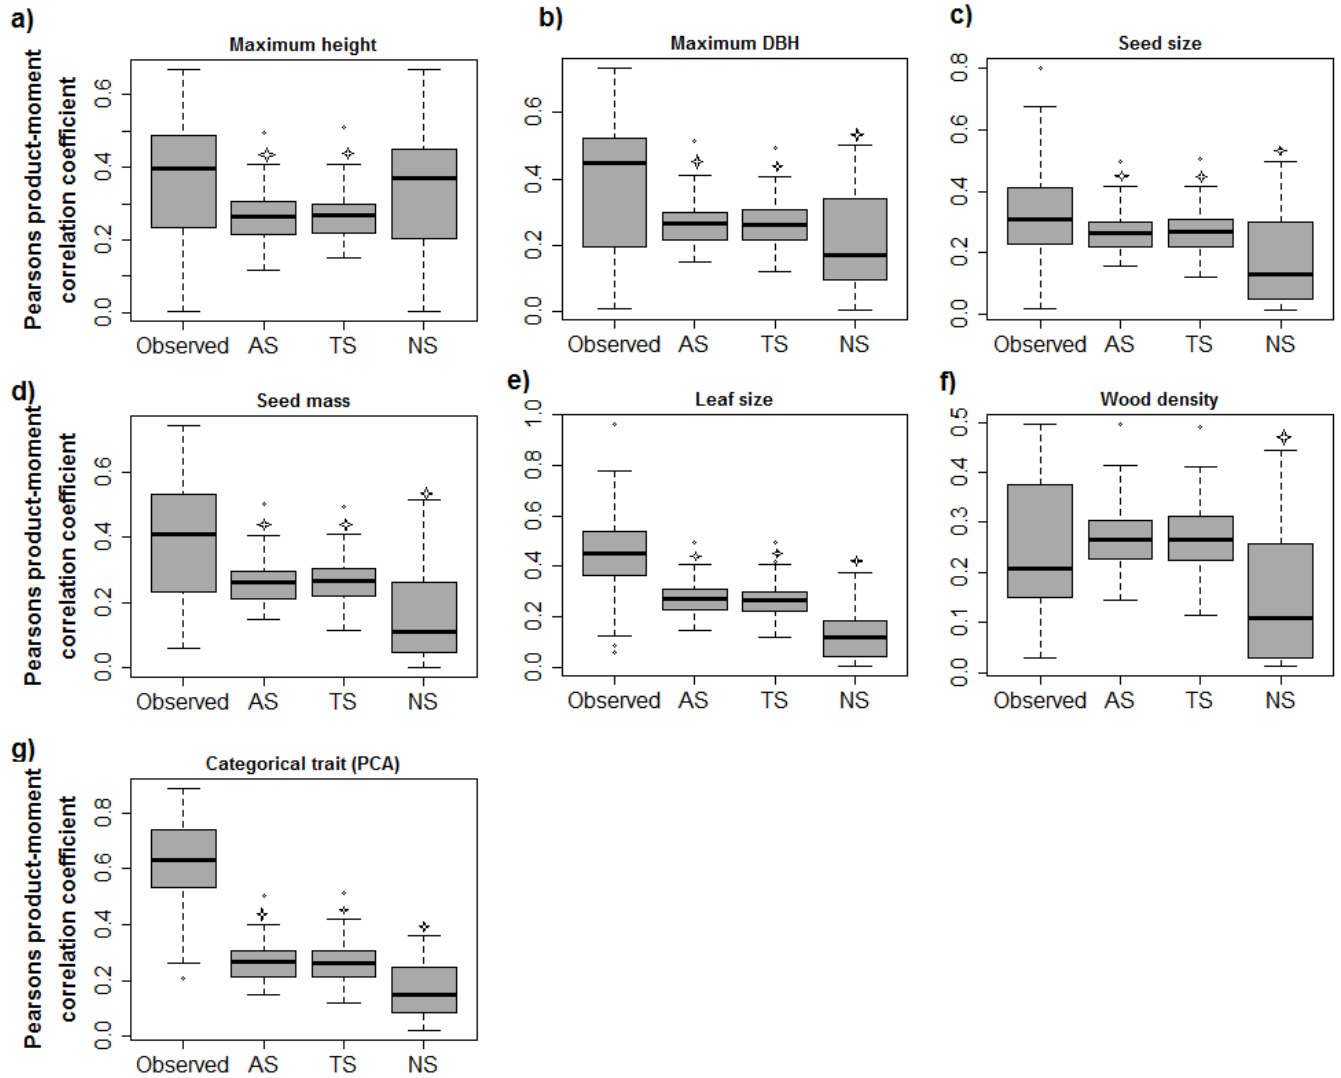 a)
Maximum height
Pearsons product-moment
correlation coefficient
0.0 0.2 0.4 0.6
Observed AS TS NS
b)
Maximum DBH
0.0 0.2 0.4 0.6
Observed AS TS NS
c)
Seed size
0.0 0.2 0.4 0.6 0.8
Observed AS TS NS
d)
Seed mass
Pearsons product-moment
correlation coefficient
0.0 0.2 0.4 0.6
Observed AS TS NS
e)
Leaf size
0.0 0.2 0.4 0.6 0.8 1.0
Observed AS TS NS
f)
Wood density
0.0 0.1 0.2 0.3 0.4 0.5
Observed AS TS NS
g)
Categorical trait (PCA)
Pearsons product-moment
correlation coefficient
0.0 0.2 0.4 0.6 0.8
Observed AS TS NS